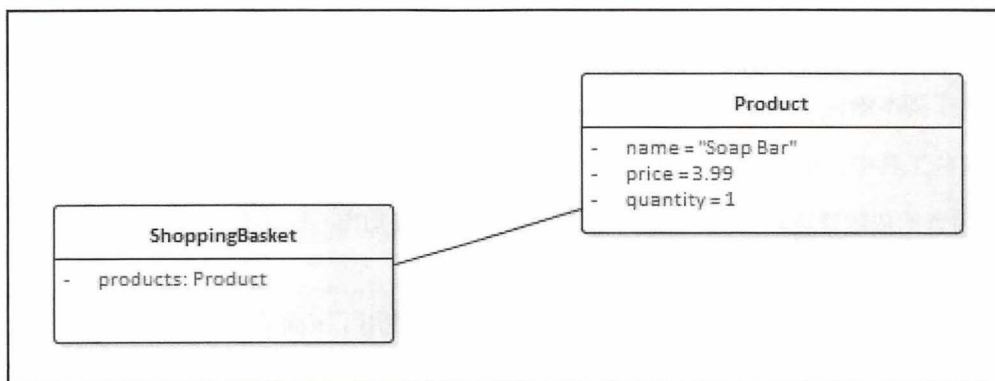 Product
- name = "Soap Bar"
- price = 3.99
- quantity = 1
ShoppingBasket
- products: Product